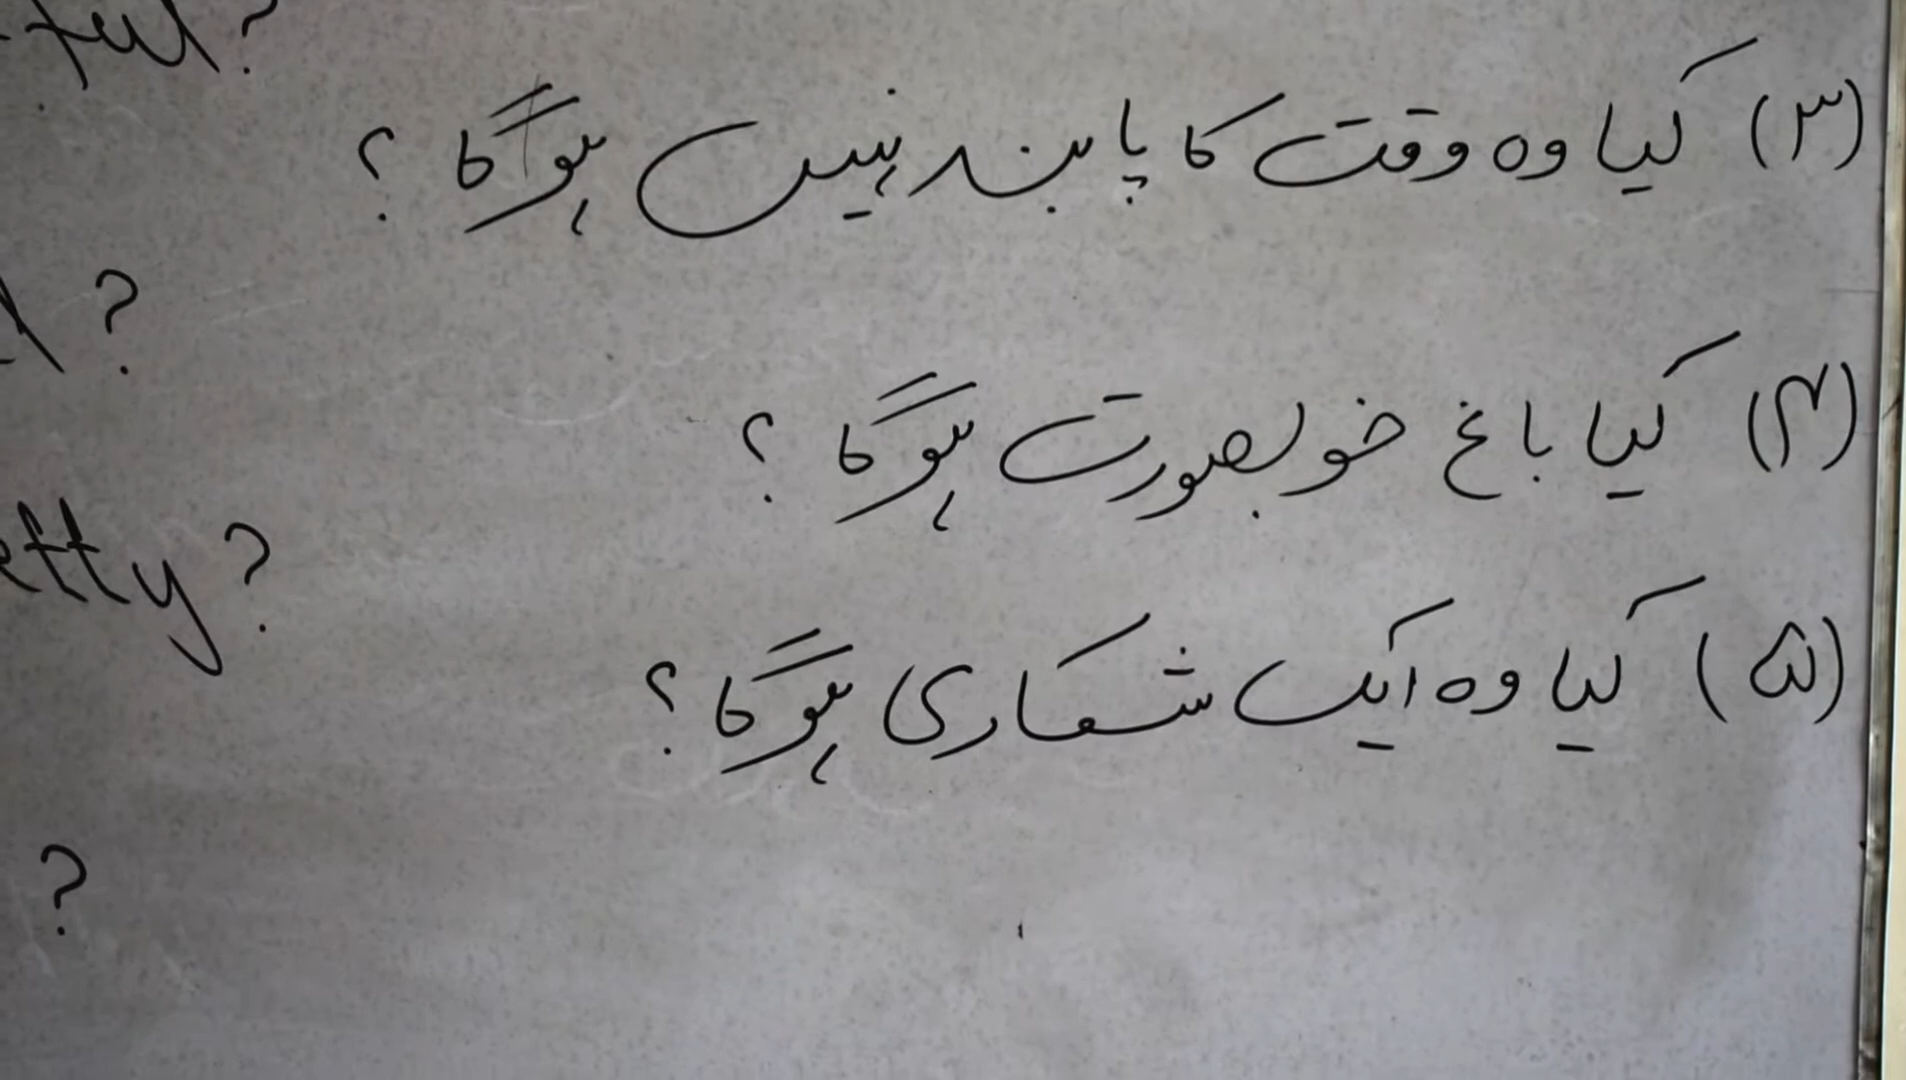 (۳) کیا وہ وقت کا پابند نہیں ہوگا ؟
?
(۴) کیا باغ خوبصورت ہوگا ؟
?
(۵) کیا وہ ایک شکاری ہوگا ؟
?
?